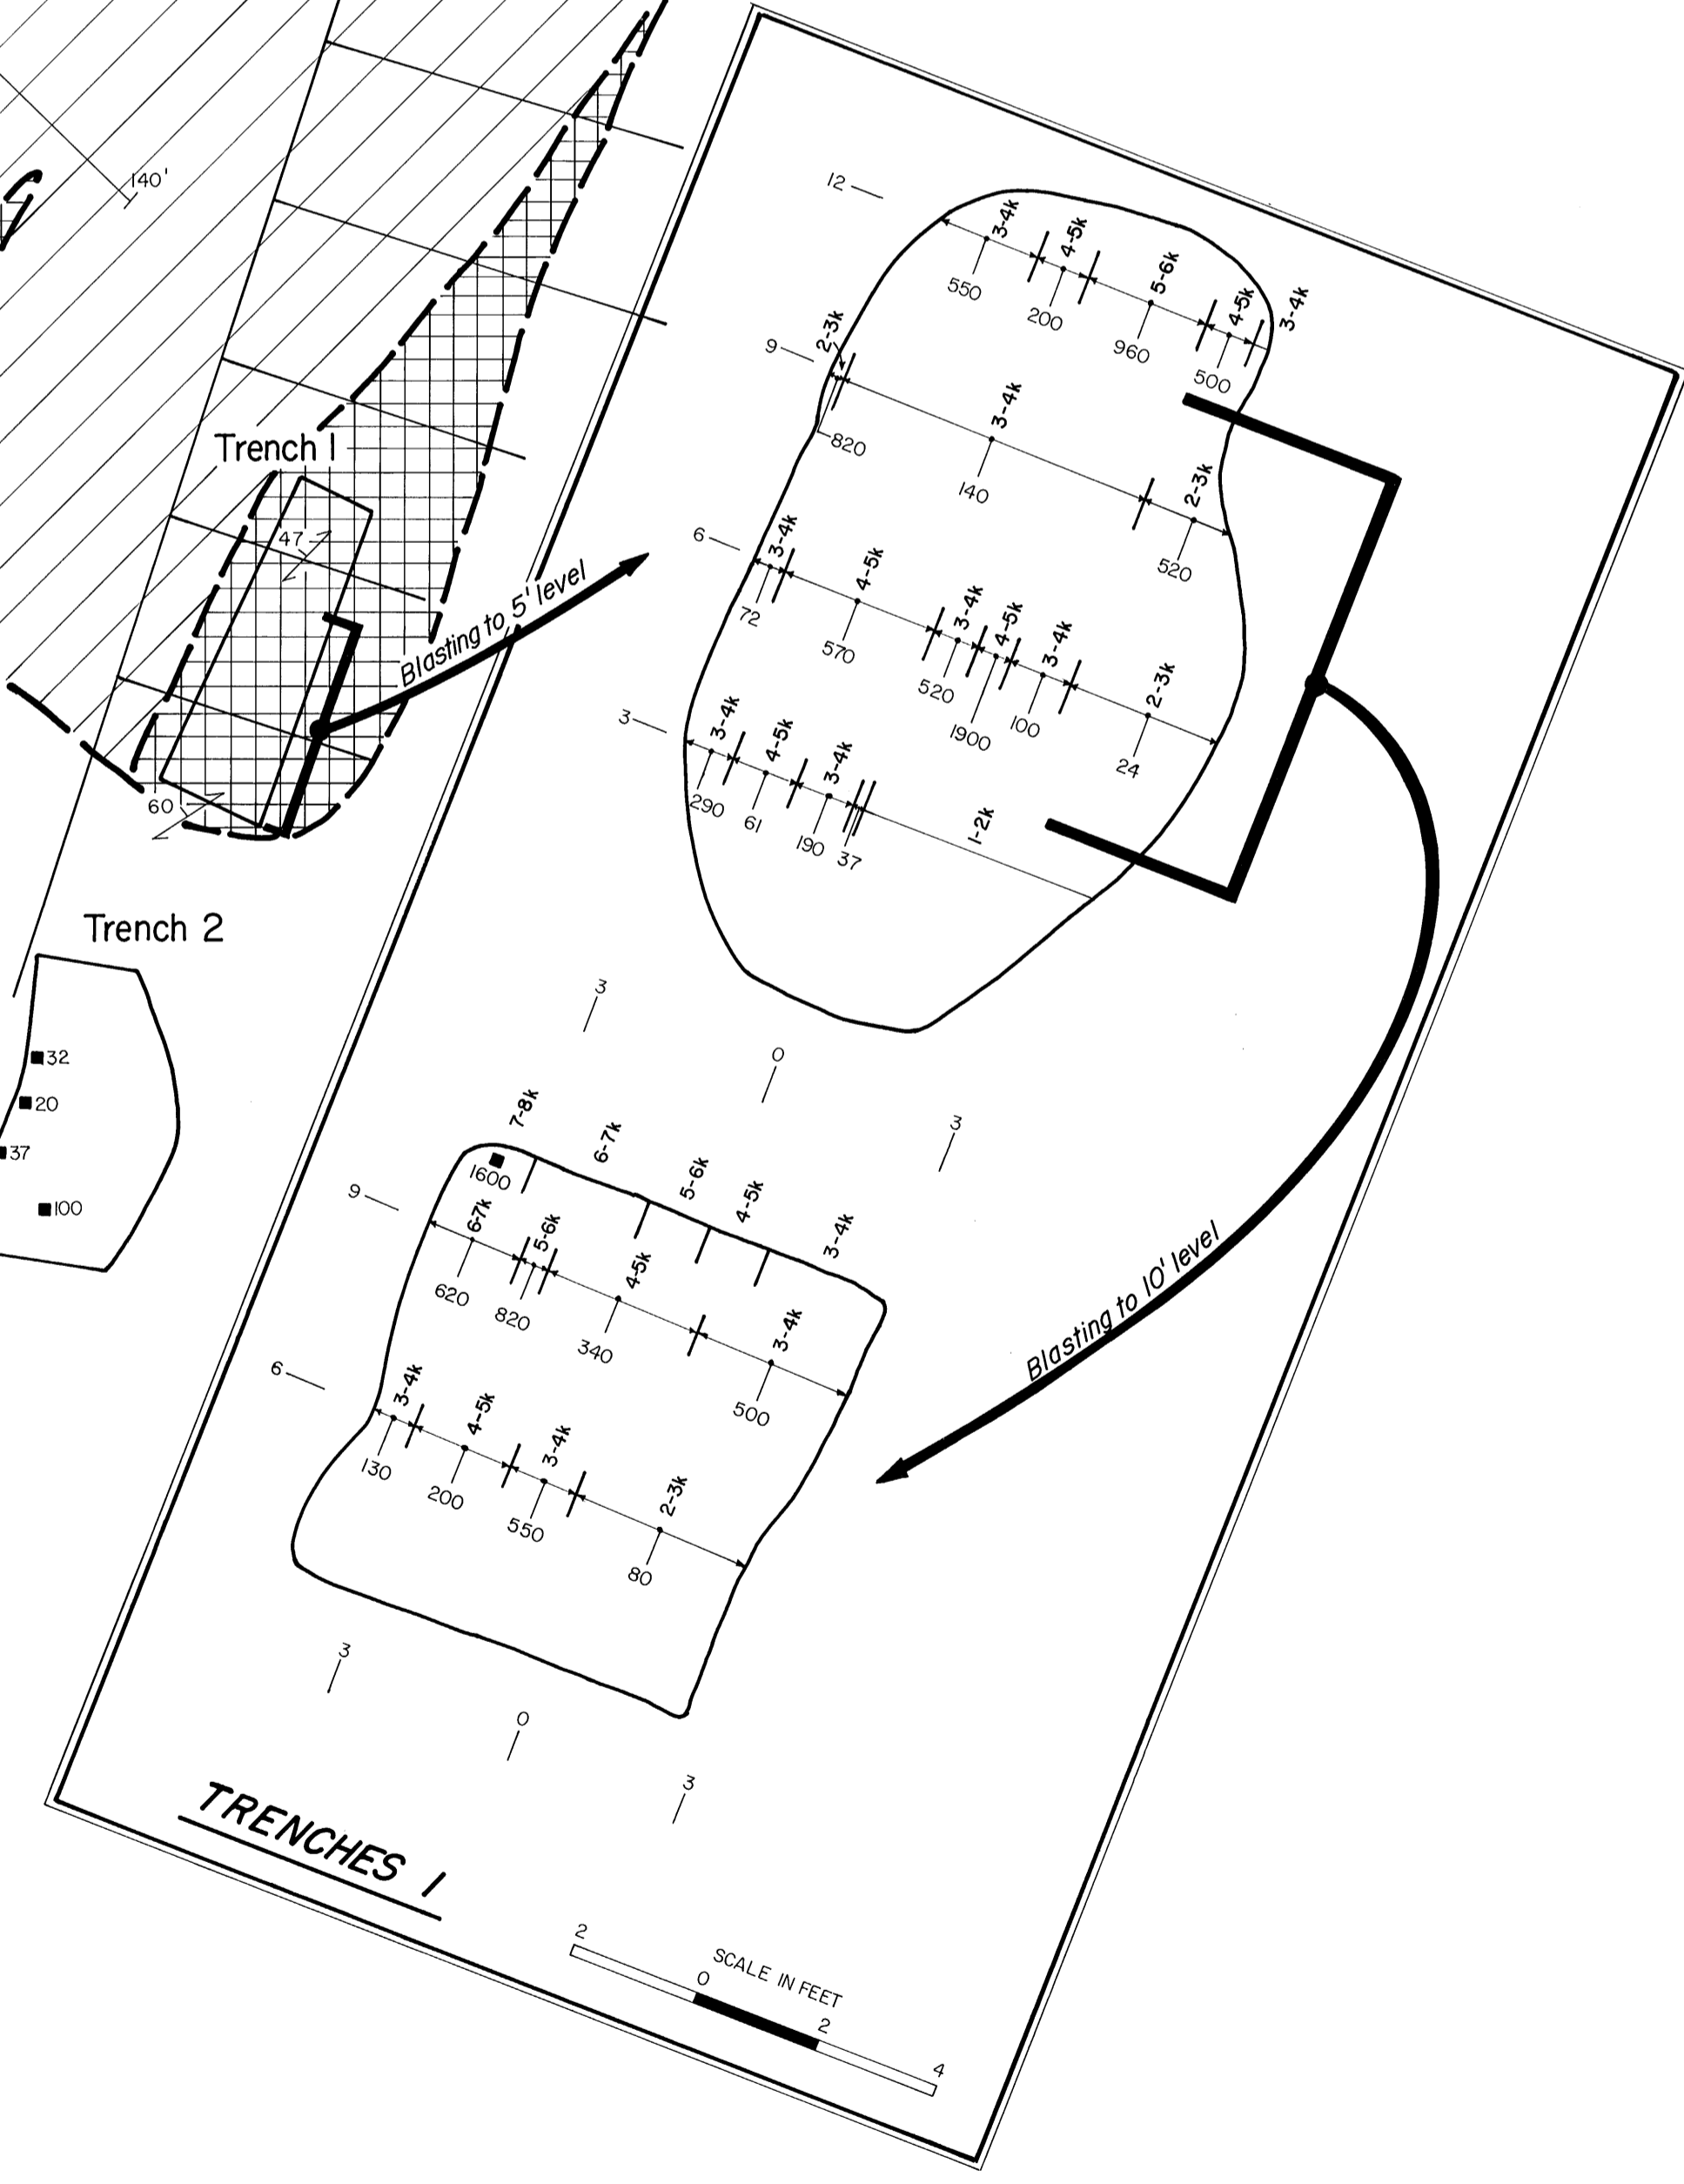 140'
Trench 1
47
60
Blasting to 5' level
Trench 2
32
20
37
100
12
3-4k
4-5k
5-6k
4-5k
3-4k
550
200
960
500
9
2-3k
3-4k
2-3k
820
140
520
6
3-4k
4-5k
3-4k
4-5k
3-4k
2-3k
72
570
520
1900
100
24
3
3-4k
4-5k
3-4k
1-2k
290
61
190
37
3
0
3
Blasting to 10' level
7-8k
6-7k
5-6k
4-5k
3-4k
1600
9
6-7k
5-6k
4-5k
3-4k
620
820
340
500
6
3-4k
4-5k
3-4k
2-3k
130
200
550
80
3
0
3
TRENCHES 1
SCALE IN FEET
2
0
2
4